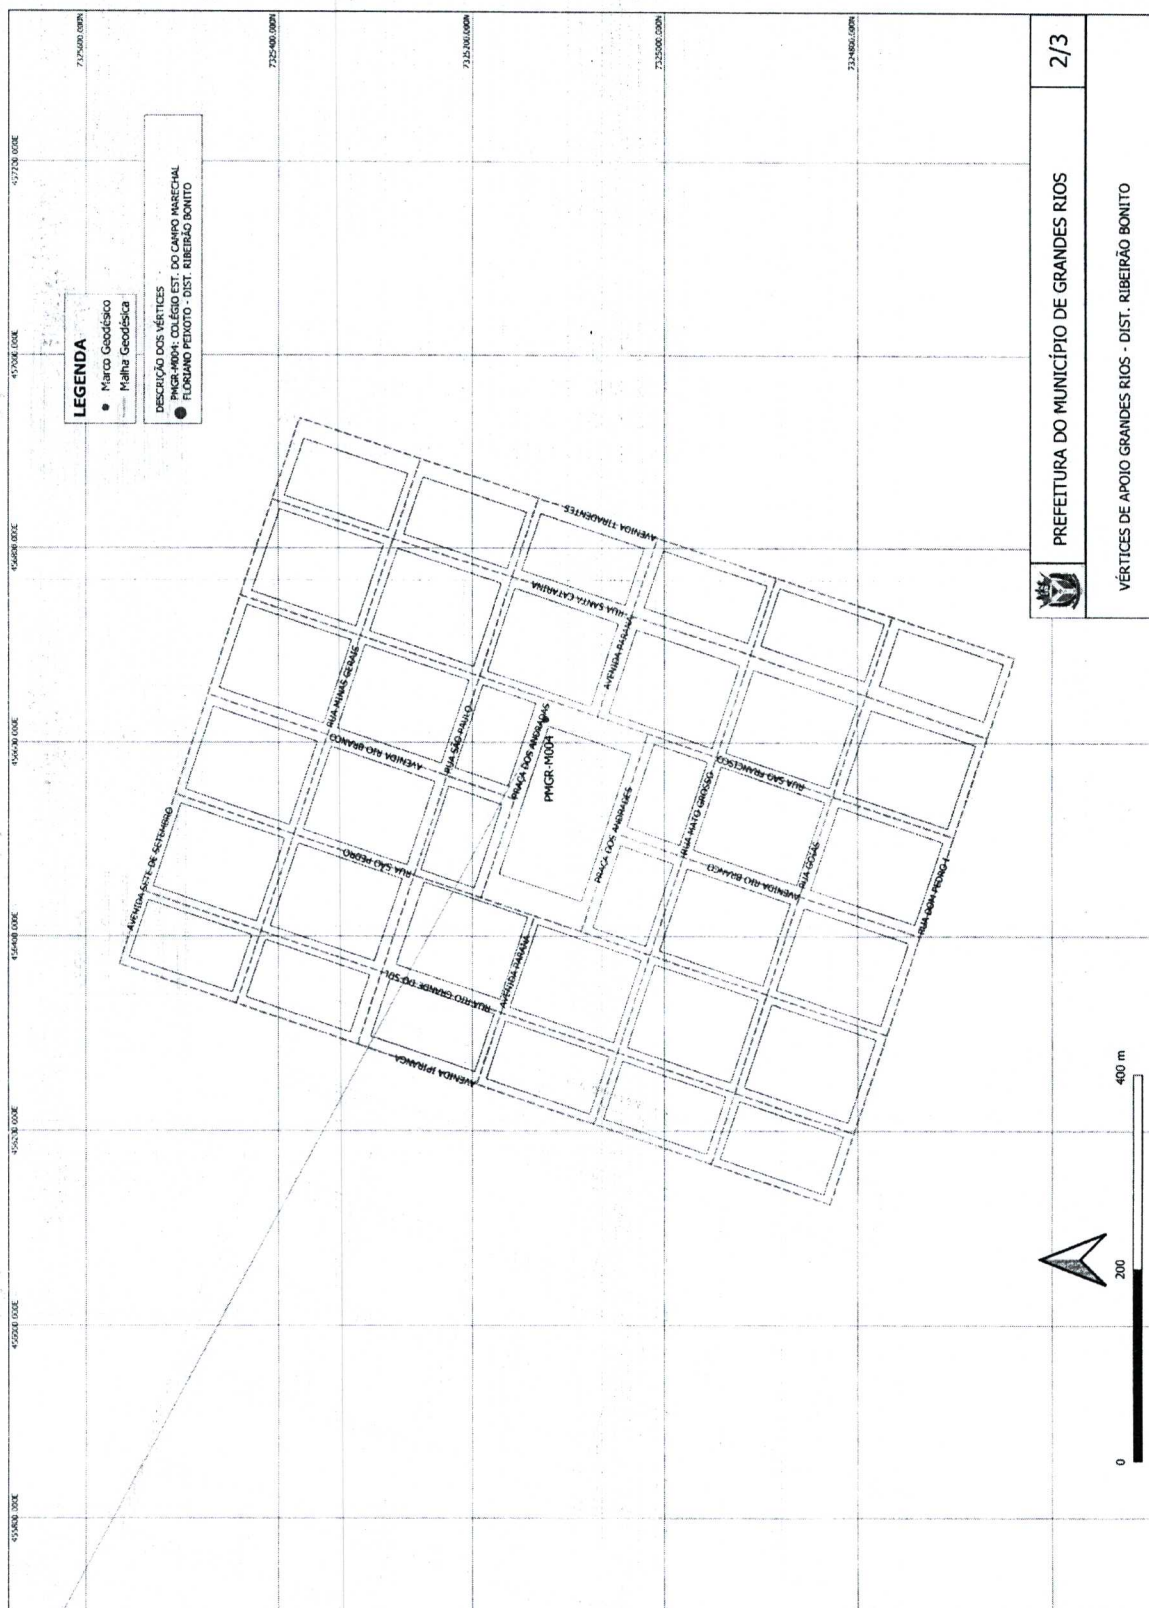 455800.000E
456000.000E
456200.000E
456400.000E
456600.000E
456800.000E
457000.000E
457200.000E
7325600.000N
7325400.000N
7325200.000N
7325000.000N
7324800.000N
LEGENDA
Marco Geodésico
Malha Geodésica
DESCRIÇÃO DOS VÉRTICES
PMGR-M004: COLÉGIO EST. DO CAMPO MARECHAL
FLORIANO PEIXOTO - DIST. RIBEIRÃO BONITO
AVENIDA SETE DE SETEMBRO
RUA MINAS GERAIS
AVENIDA RIO BRANCO
RUA SÃO PAULO
RUA SÃO PEDRO
RUA RIO GRANDE DO SUL
AVENIDA IPIRANGA
AVENIDA PARANÁ
PRAÇA DOS ANDRADAS
PMGR-M004
PRAÇA DOS ANDRADES
AVENIDA PARANÁ
RUA SANTA CATARINA
AVENIDA TIRADENTES
RUA MATO GROSSO
RUA SÃO FRANCISCO
AVENIDA RIO BRANCO
RUA GOIÁS
RUA DOM PEDRO I
0 200 400 m
PREFEITURA DO MUNICÍPIO DE GRANDES RIOS
2/3
VÉRTICES DE APOIO GRANDES RIOS - DIST. RIBEIRÃO BONITO